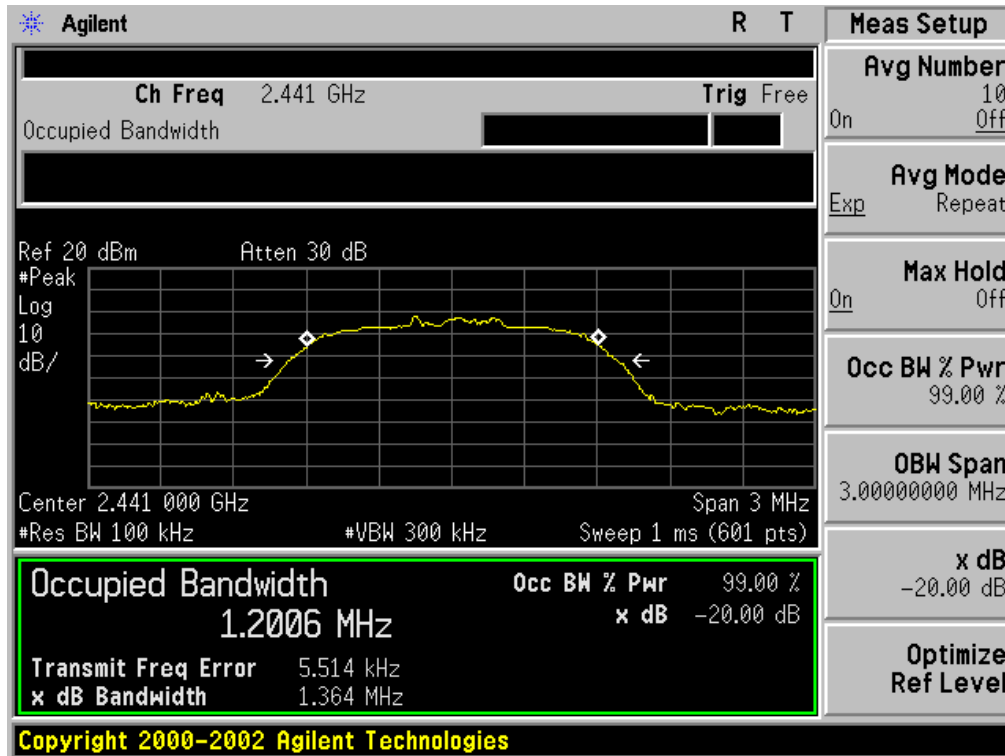 Agilent R T
Ch Freq 2.441 GHz Trig Free
Occupied Bandwidth
Ref 20 dBm Atten 30 dB
#Peak
Log
10
dB/
Center 2.441 000 GHz Span 3 MHz
#Res BW 100 kHz #VBW 300 kHz Sweep 1 ms (601 pts)
Occupied Bandwidth Occ BW % Pwr 99.00 %
1.2006 MHz x dB -20.00 dB
Transmit Freq Error 5.514 kHz
x dB Bandwidth 1.364 MHz
Copyright 2000-2002 Agilent Technologies
Meas Setup
Avg Number
10
On Off
Avg Mode
Exp Repeat
Max Hold
On Off
Occ BW % Pwr
99.00 %
OBW Span
3.00000000 MHz
x dB
-20.00 dB
Optimize
Ref Level